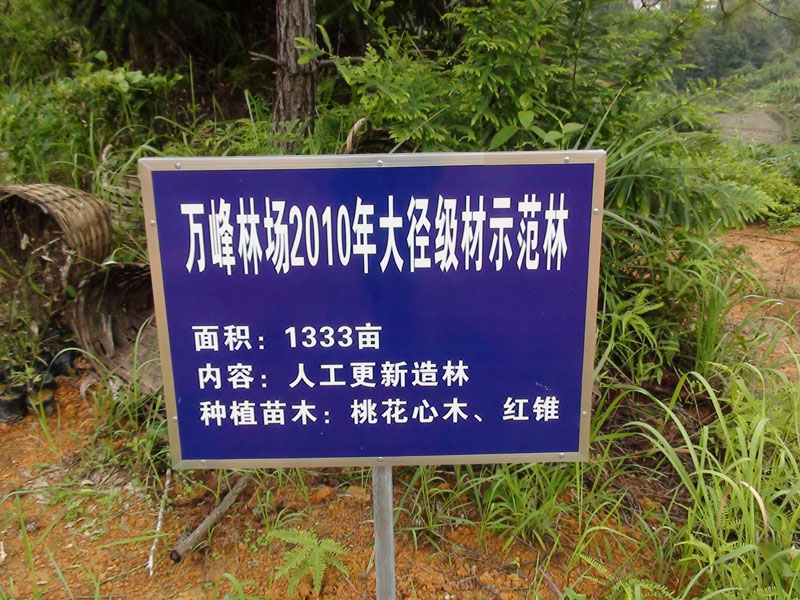 万峰林场2010年大径级材示范林
面积：1333亩
内容：人工更新造林
种植苗木：桃花心木、红锥